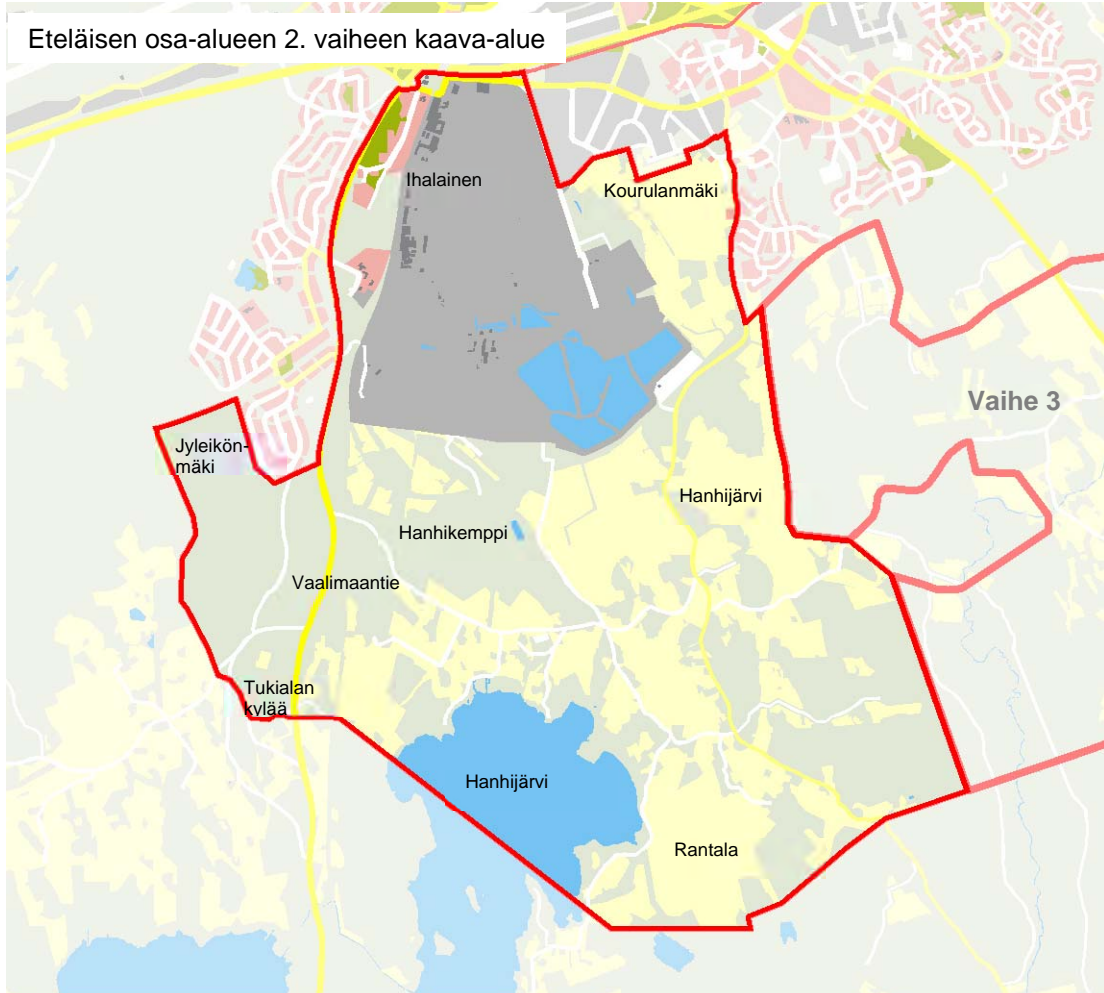 Eteläisen osa-alueen 2. vaiheen kaava-alue
Ihalainen
Kourulanmäki
Vaihe 3
Jyleikön-
mäki
Hanhijärvi
Hanhikemppi
Vaalimaantie
Tukialan
kylää
Hanhijärvi
Rantala